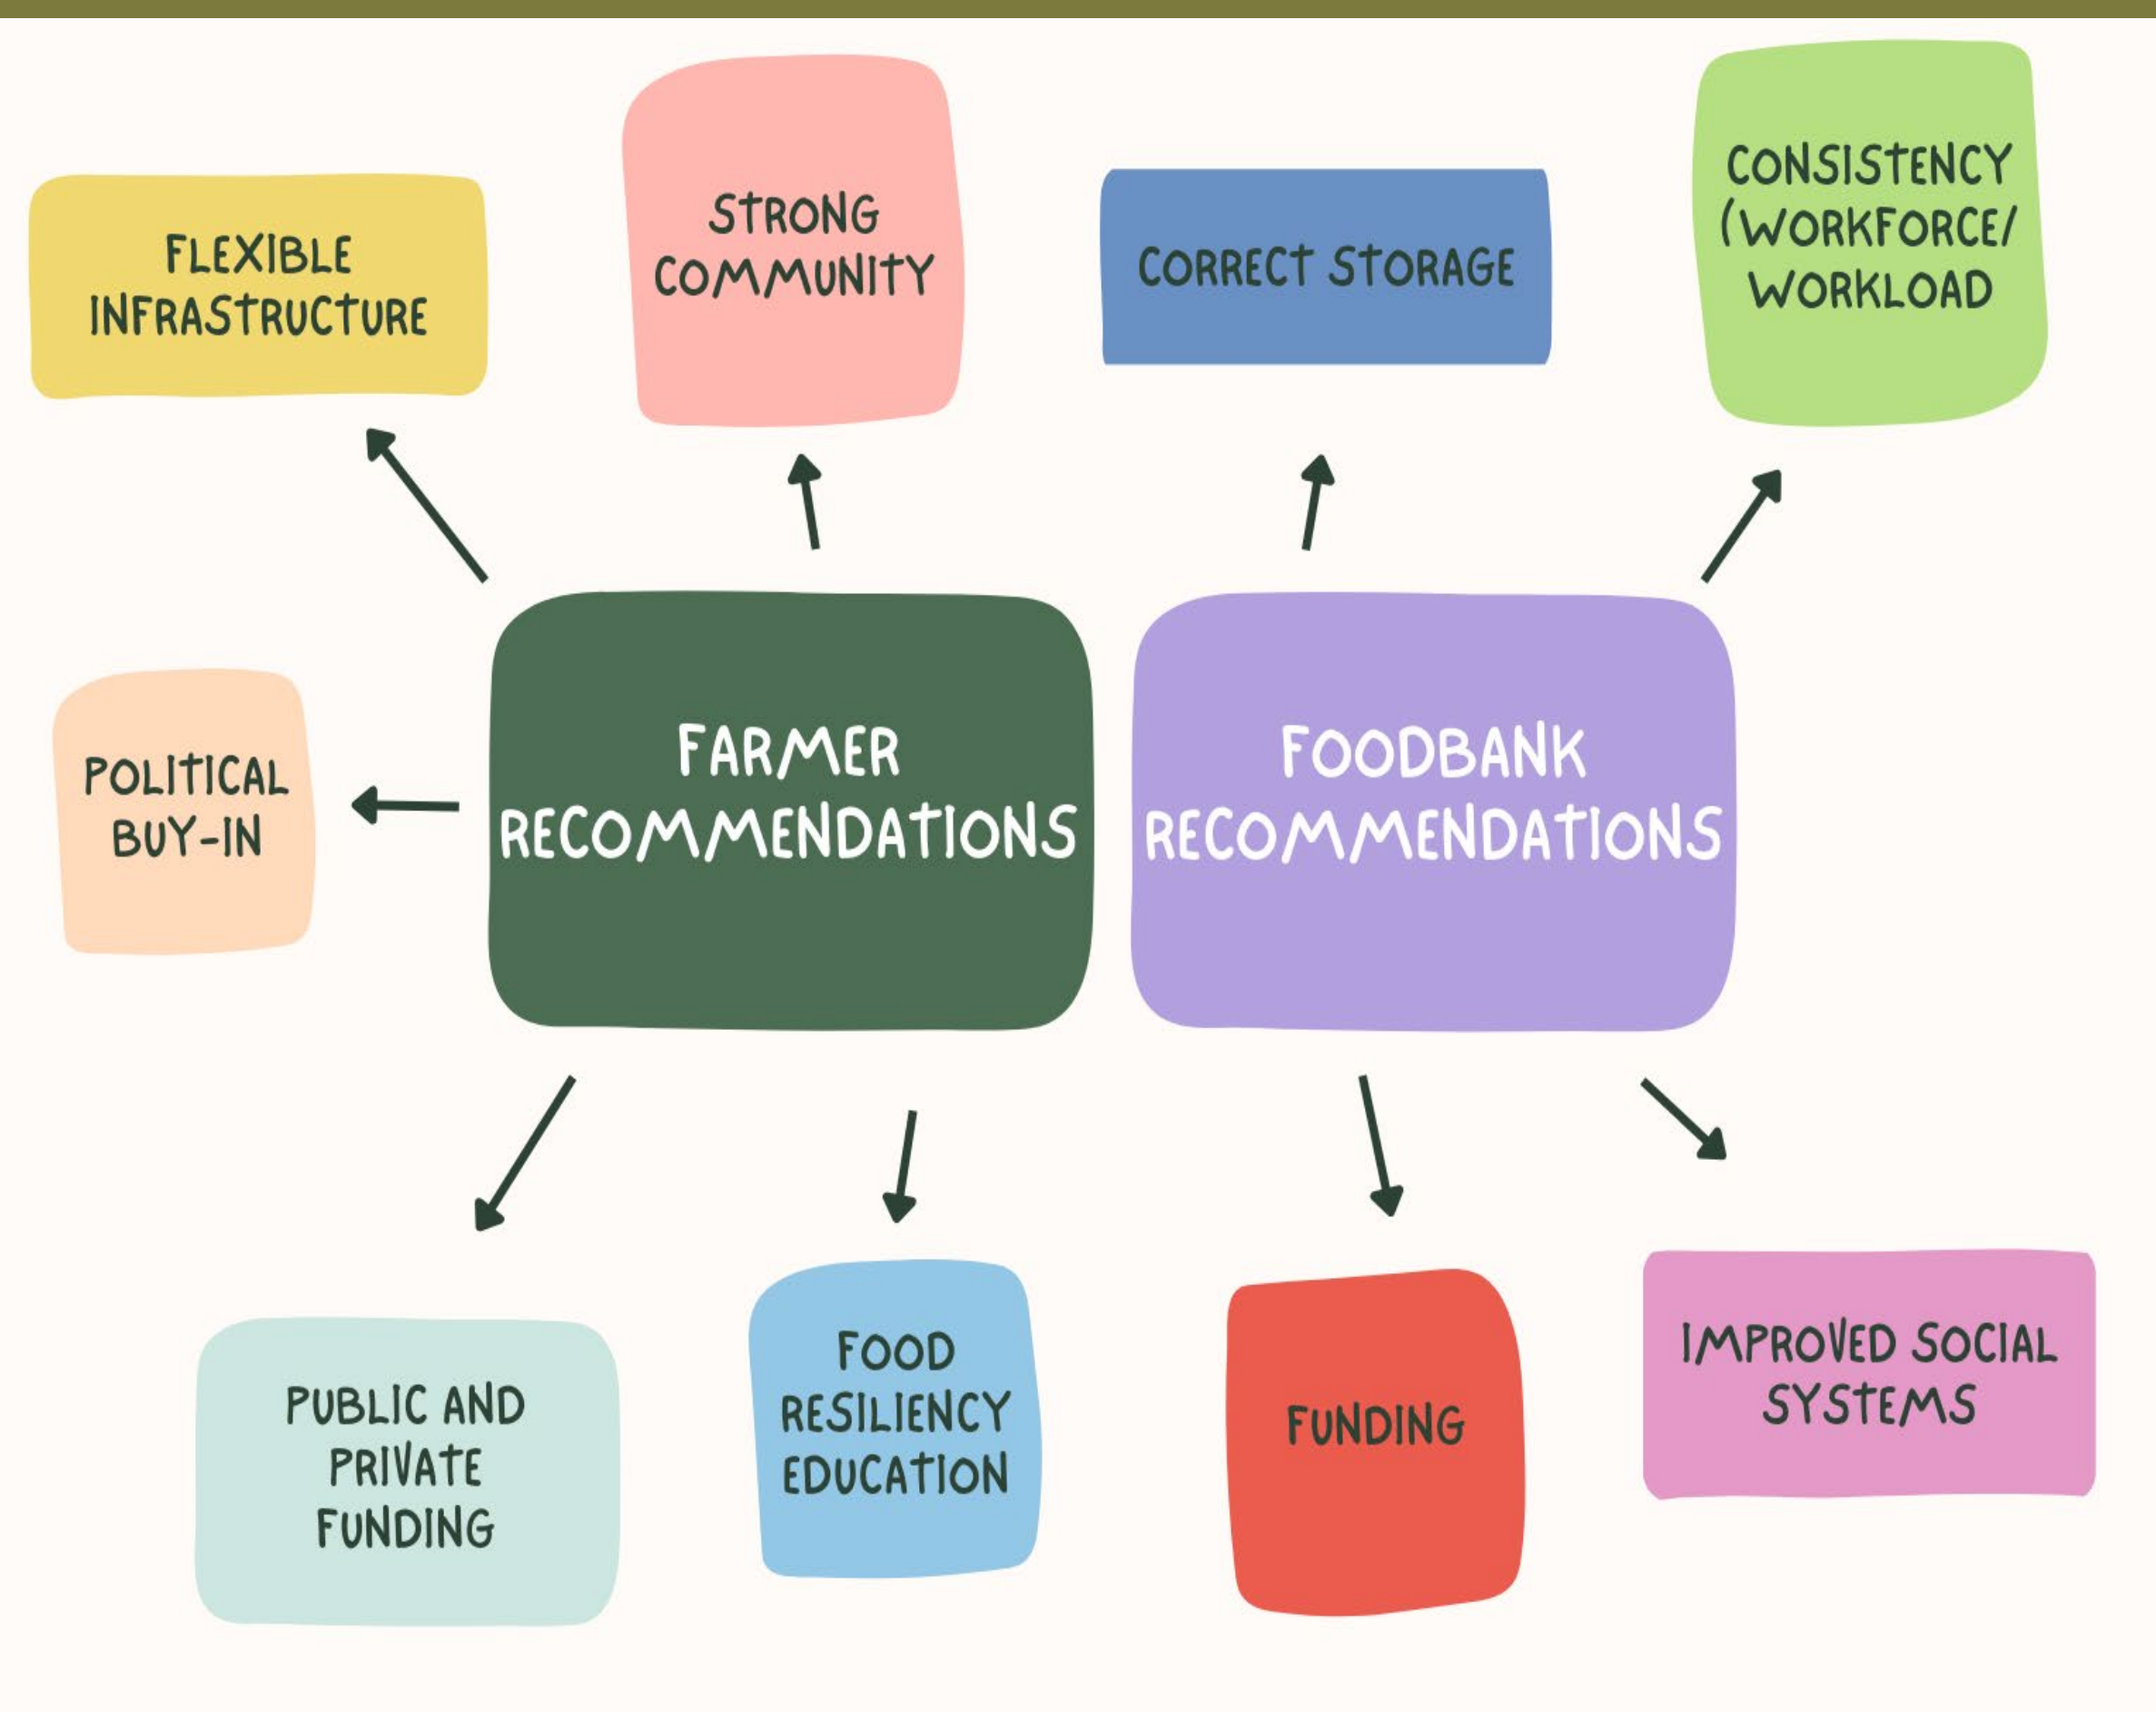 FLEXIBLE
INFRASTRUCTURE
STRONG
COMMUNITY
CORRECT STORAGE
CONSISTENCY
(WORKFORCE/
WORKLOAD
POLITICAL
BUY-IN
FARMER
RECOMMENDATIONS
FOODBANK
RECOMMENDATIONS
PUBLIC AND
PRIVATE
FUNDING
FOOD
RESILIENCY
EDUCATION
FUNDING
IMPROVED SOCIAL
SYSTEMS